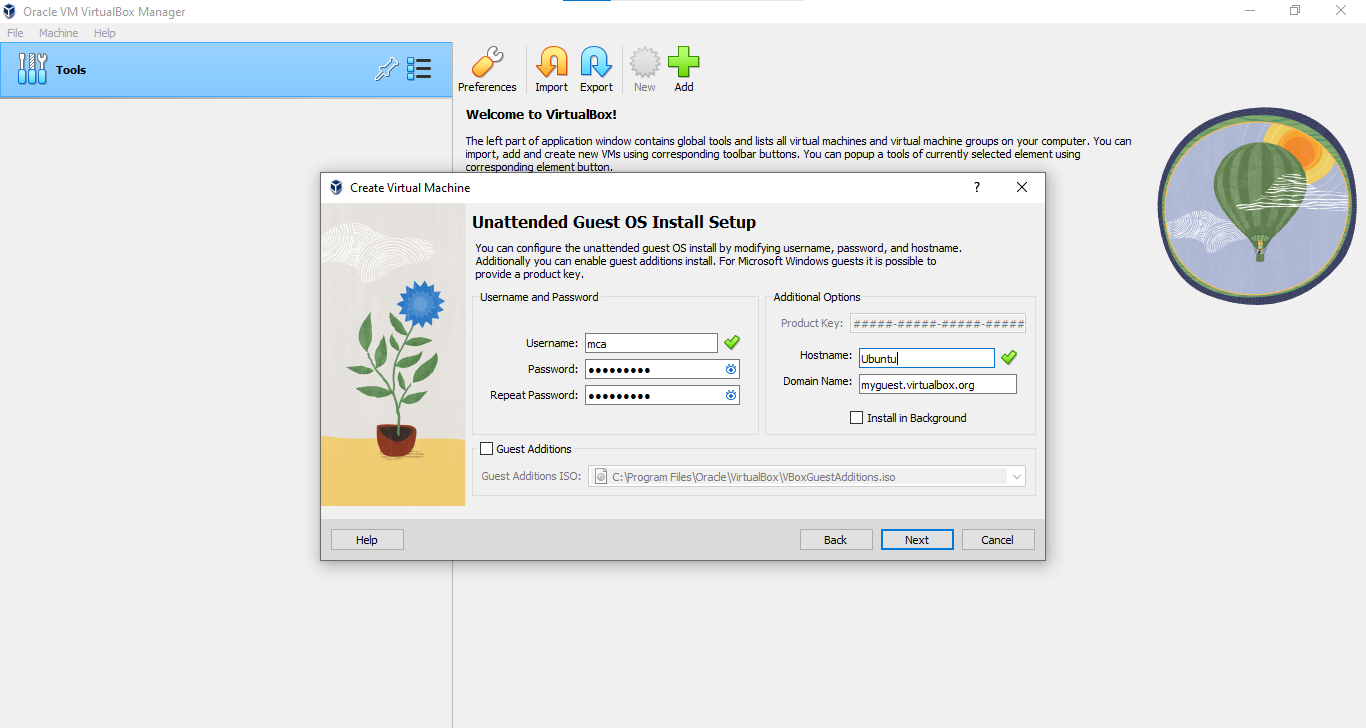 Oracle VM VirtualBox Manager
File Machine Help
Tools
Preferences Import Export New Add
Welcome to VirtualBox!
The left part of application window contains global tools and lists all virtual machines and virtual machine groups on your computer. You can
import, add and create new VMs using corresponding toolbar buttons. You can popup a tools of currently selected element using
corresponding element button.
Create Virtual Machine
?
Unattended Guest OS Install Setup
You can configure the unattended guest OS install by modifying username, password, and hostname.
Additionally you can enable guest additions install. For Microsoft Windows guests it is possible to
provide a product key.
Username and Password
Username: mca
Password: ●●●●●●●●●
Repeat Password: ●●●●●●●●●
Additional Options
Product Key: #####-#####-#####-#####
Hostname: Ubuntu
Domain Name: myguest.virtualbox.org
Install in Background
Guest Additions
Guest Additions ISO: C:\Program Files\Oracle\VirtualBox\VBoxGuestAdditions.iso
Help Back Next Cancel